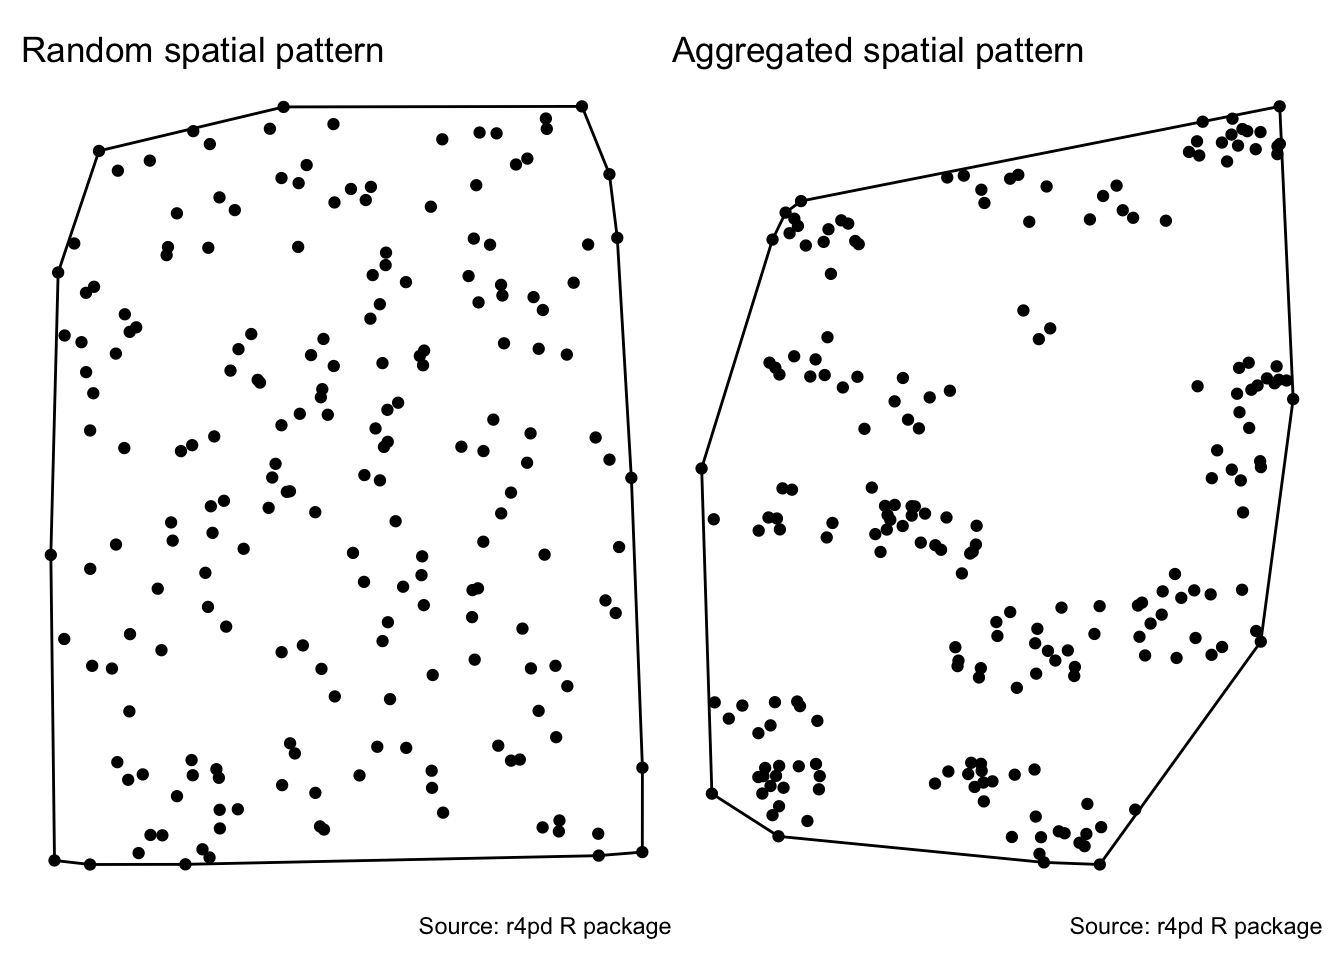 Random spatial pattern
Aggregated spatial pattern
Source: r4pd R package
Source: r4pd R package